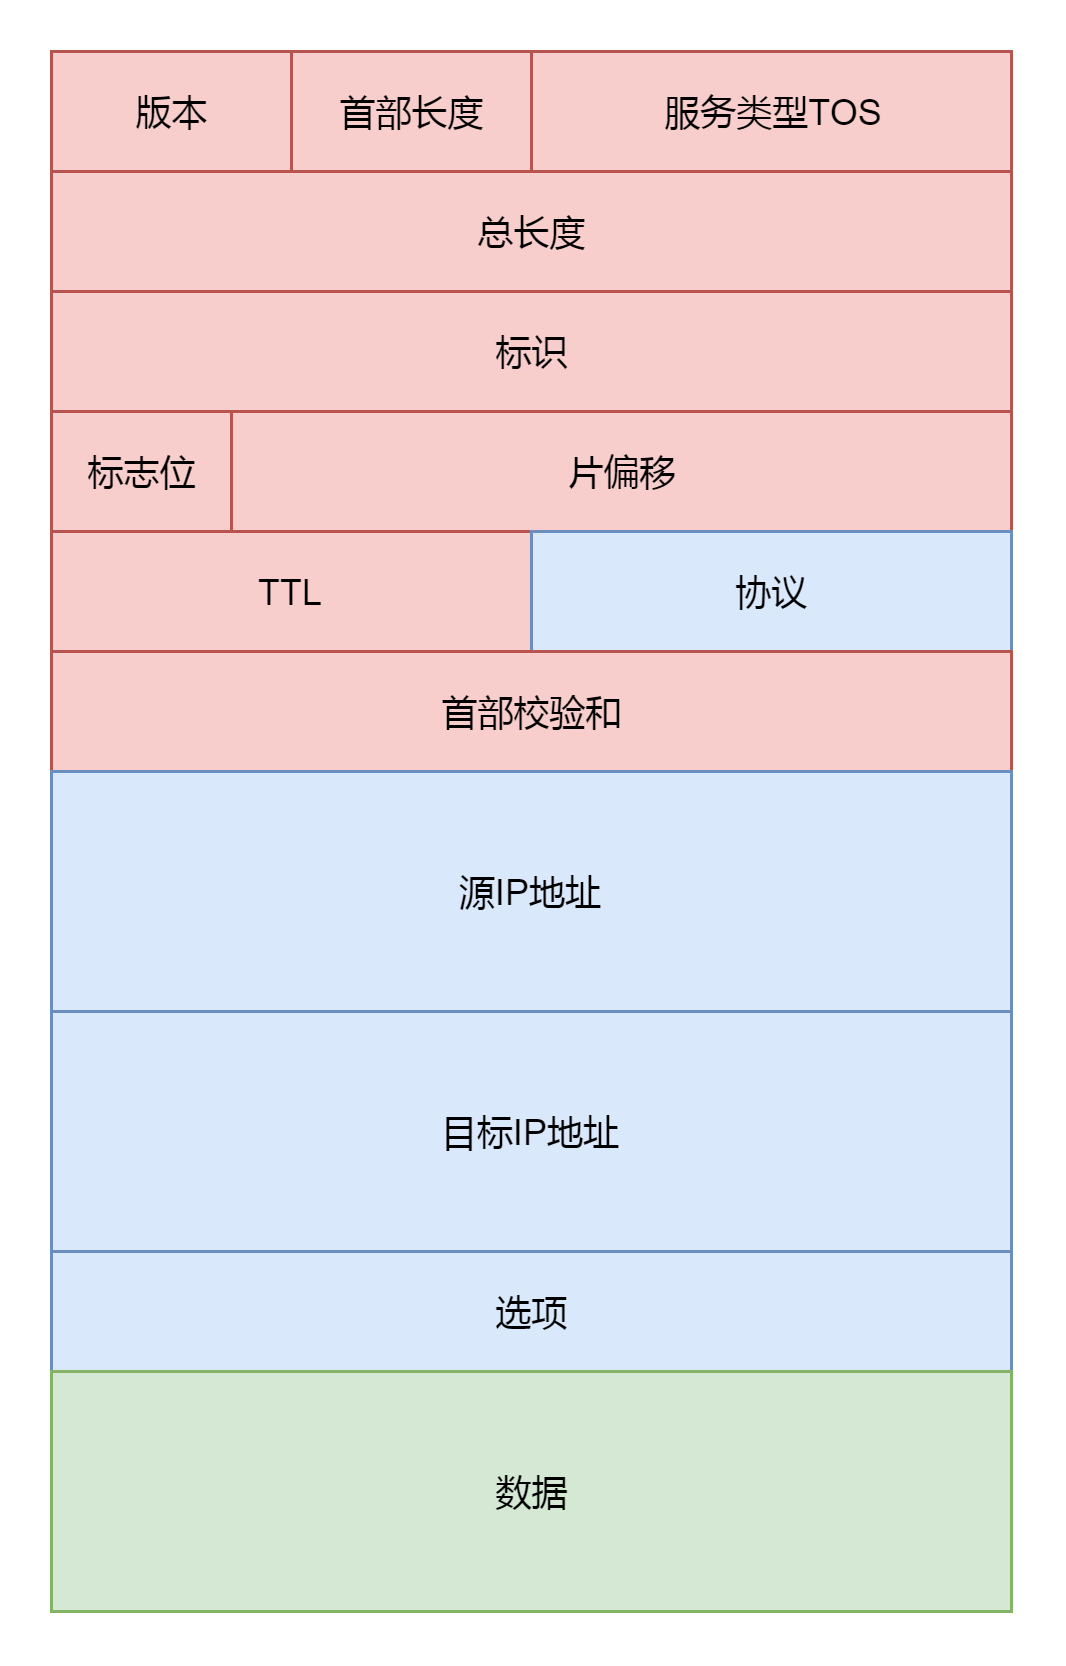 版本
首部长度
服务类型TOS
总长度
标识
标志位
片偏移
TTL
协议
首部校验和
源IP地址
目标IP地址
选项
数据